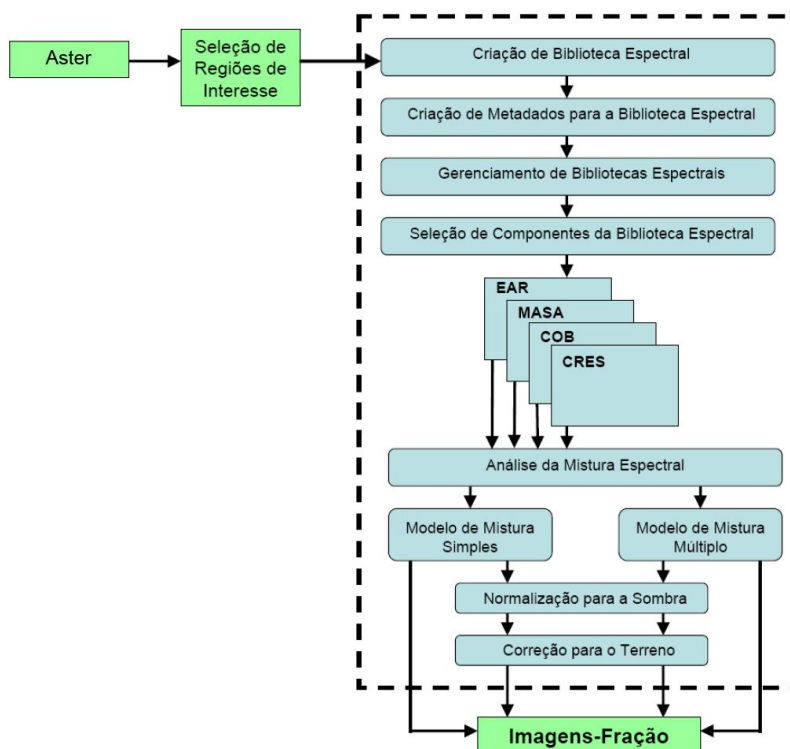 Aster
Seleção de
Regiões de
Interesse
Criação de Biblioteca Espectral
Criação de Metadados para a Biblioteca Espectral
Gerenciamento de Bibliotecas Espectrais
Seleção de Componentes da Biblioteca Espectral
EAR
MASA
COB
CRES
Análise da Mistura Espectral
Modelo de Mistura
Simples
Modelo de Mistura
Múltiplo
Normalização para a Sombra
Correção para o Terreno
Imagens-Fração